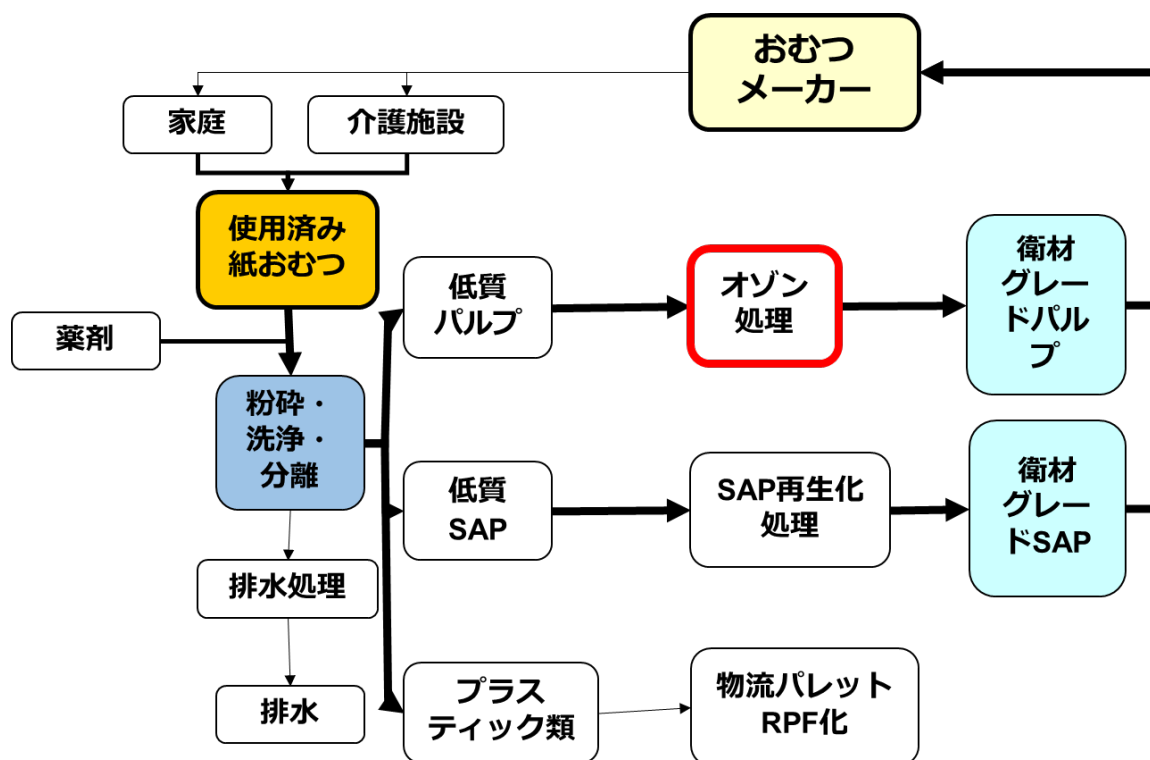 おむつ
メーカー
家庭
介護施設
使用済み
紙おむつ
薬剤
粉砕・
洗浄・
分離
排水処理
排水
低質
パルプ
オゾン
処理
衛材
グレー
ドパル
プ
低質
SAP
SAP再生化
処理
衛材
グレー
ドSAP
プラス
ティック類
物流パレット
RPF化